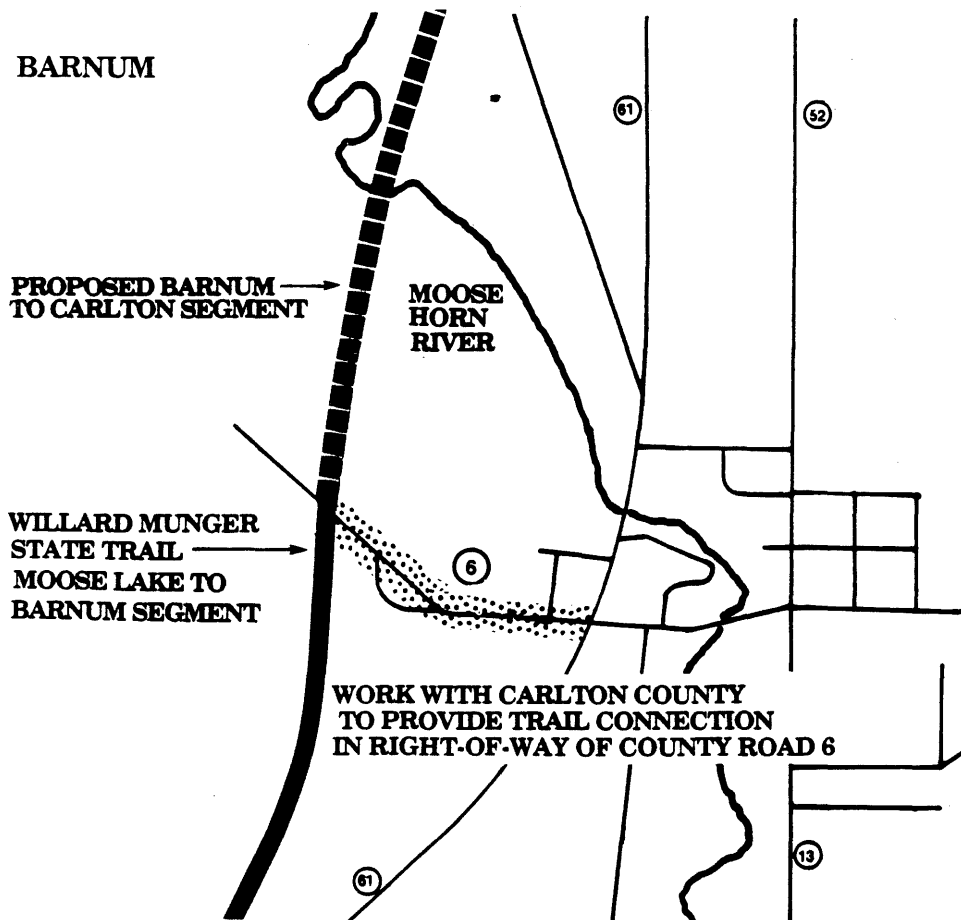 BARNUM
61
52
PROPOSED BARNUM
TO CARLTON SEGMENT
MOOSE
HORN
RIVER
WILLARD MUNGER
STATE TRAIL
MOOSE LAKE TO
BARNUM SEGMENT
6
WORK WITH CARLTON COUNTY
TO PROVIDE TRAIL CONNECTION
IN RIGHT-OF-WAY OF COUNTY ROAD 6
61
13